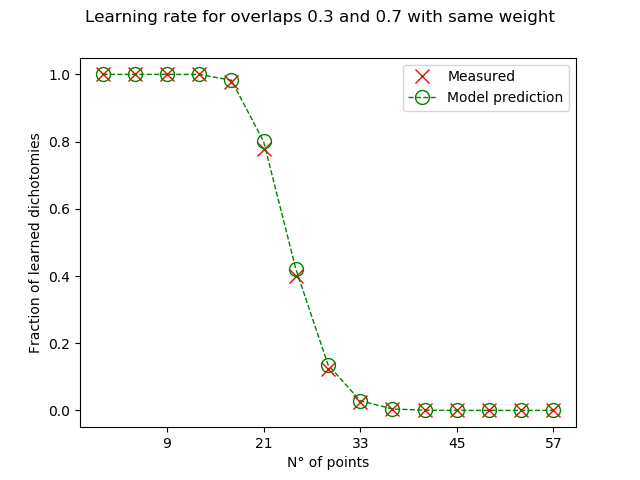 Learning rate for overlaps 0.3 and 0.7 with same weight
Measured
Model prediction
Fraction of learned dichotomies
1.0
0.8
0.6
0.4
0.2
0.0
9 21 33 45 57
N° of points